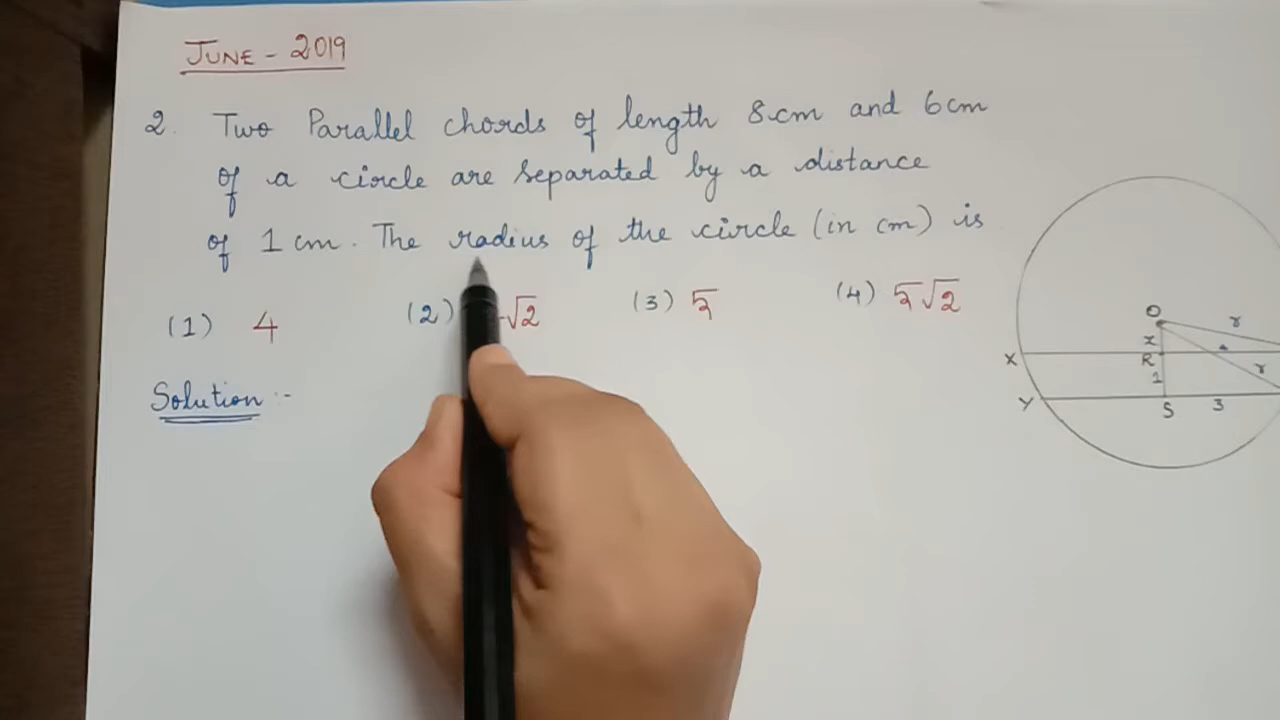 JUNE - 2019
2. Two Parallel chords of length 8cm and 6cm
of a circle are separated by a distance
of 1 cm. The radius of the circle (in cm) is
(1) 4 (2) √2 (3) 5 (4) 5√2
Solution :-
O r
x
X R r
1
Y S 3